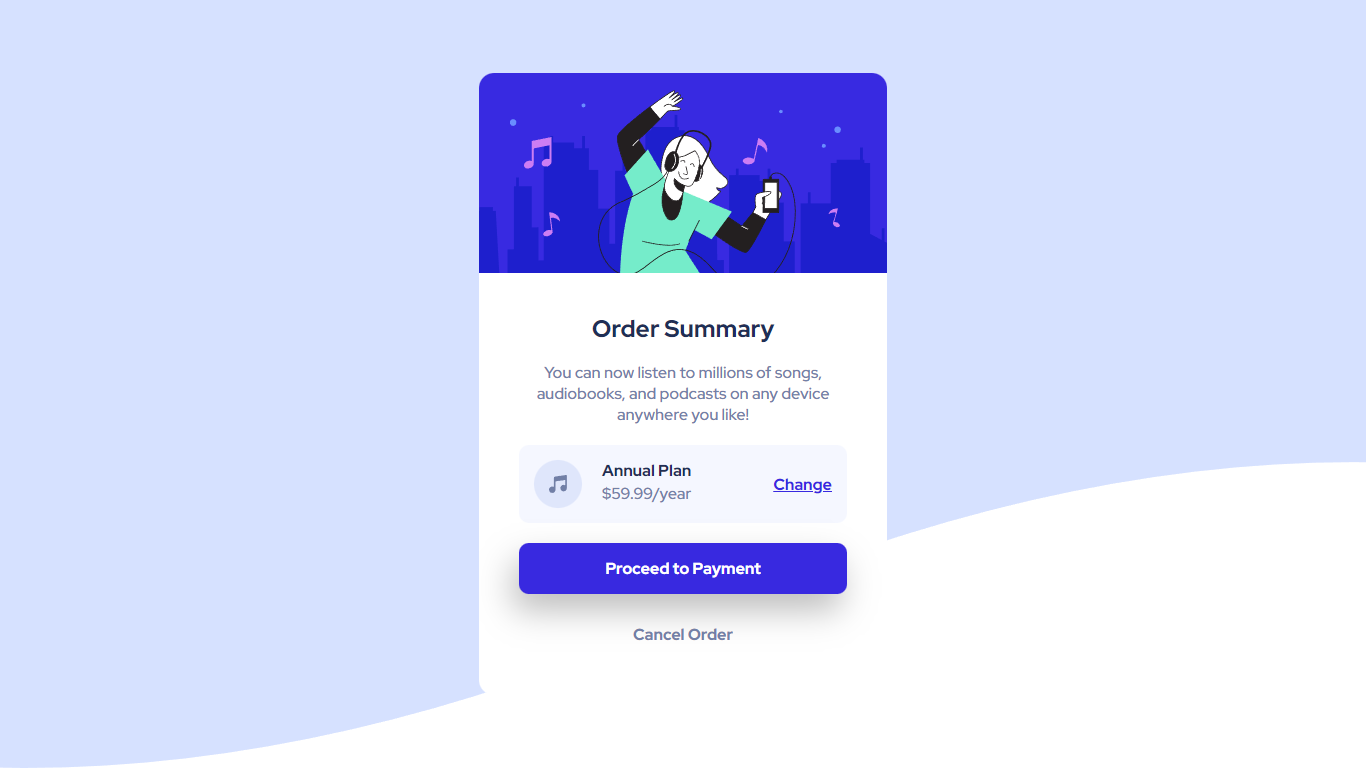 Order Summary
You can now listen to millions of songs,
audiobooks, and podcasts on any device
anywhere you like!
Annual Plan
$59.99/year
Change
Proceed to Payment
Cancel Order